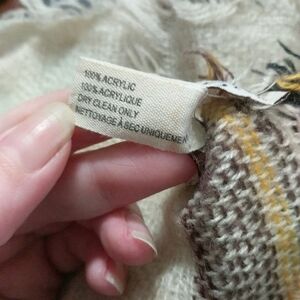 100% ACRYLIC
100% ACRYLIQUE
DRY CLEAN ONLY
NETTOYAGE À SEC UNIQUEMEN